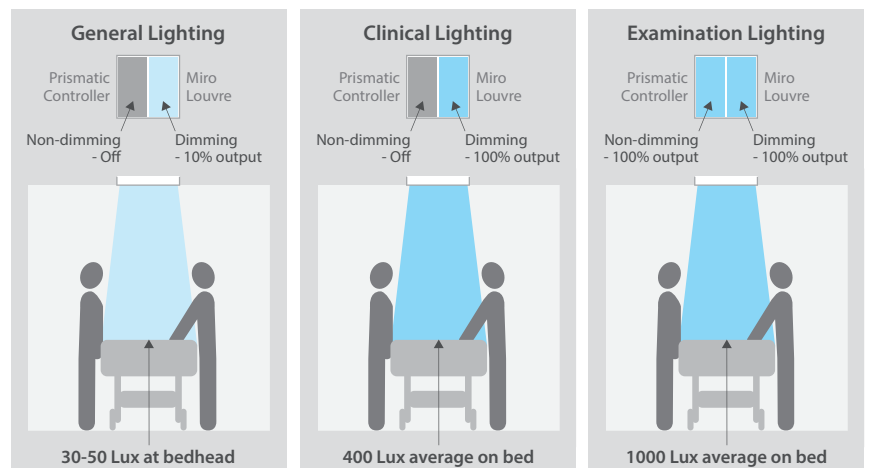 General Lighting
Prismatic
Controller
Miro
Louvre
Non-dimming
- Off
Dimming
- 10% output
30-50 Lux at bedhead
Clinical Lighting
Prismatic
Controller
Miro
Louvre
Non-dimming
- Off
Dimming
- 100% output
400 Lux average on bed
Examination Lighting
Prismatic
Controller
Miro
Louvre
Non-dimming
- 100% output
Dimming
- 100% output
1000 Lux average on bed